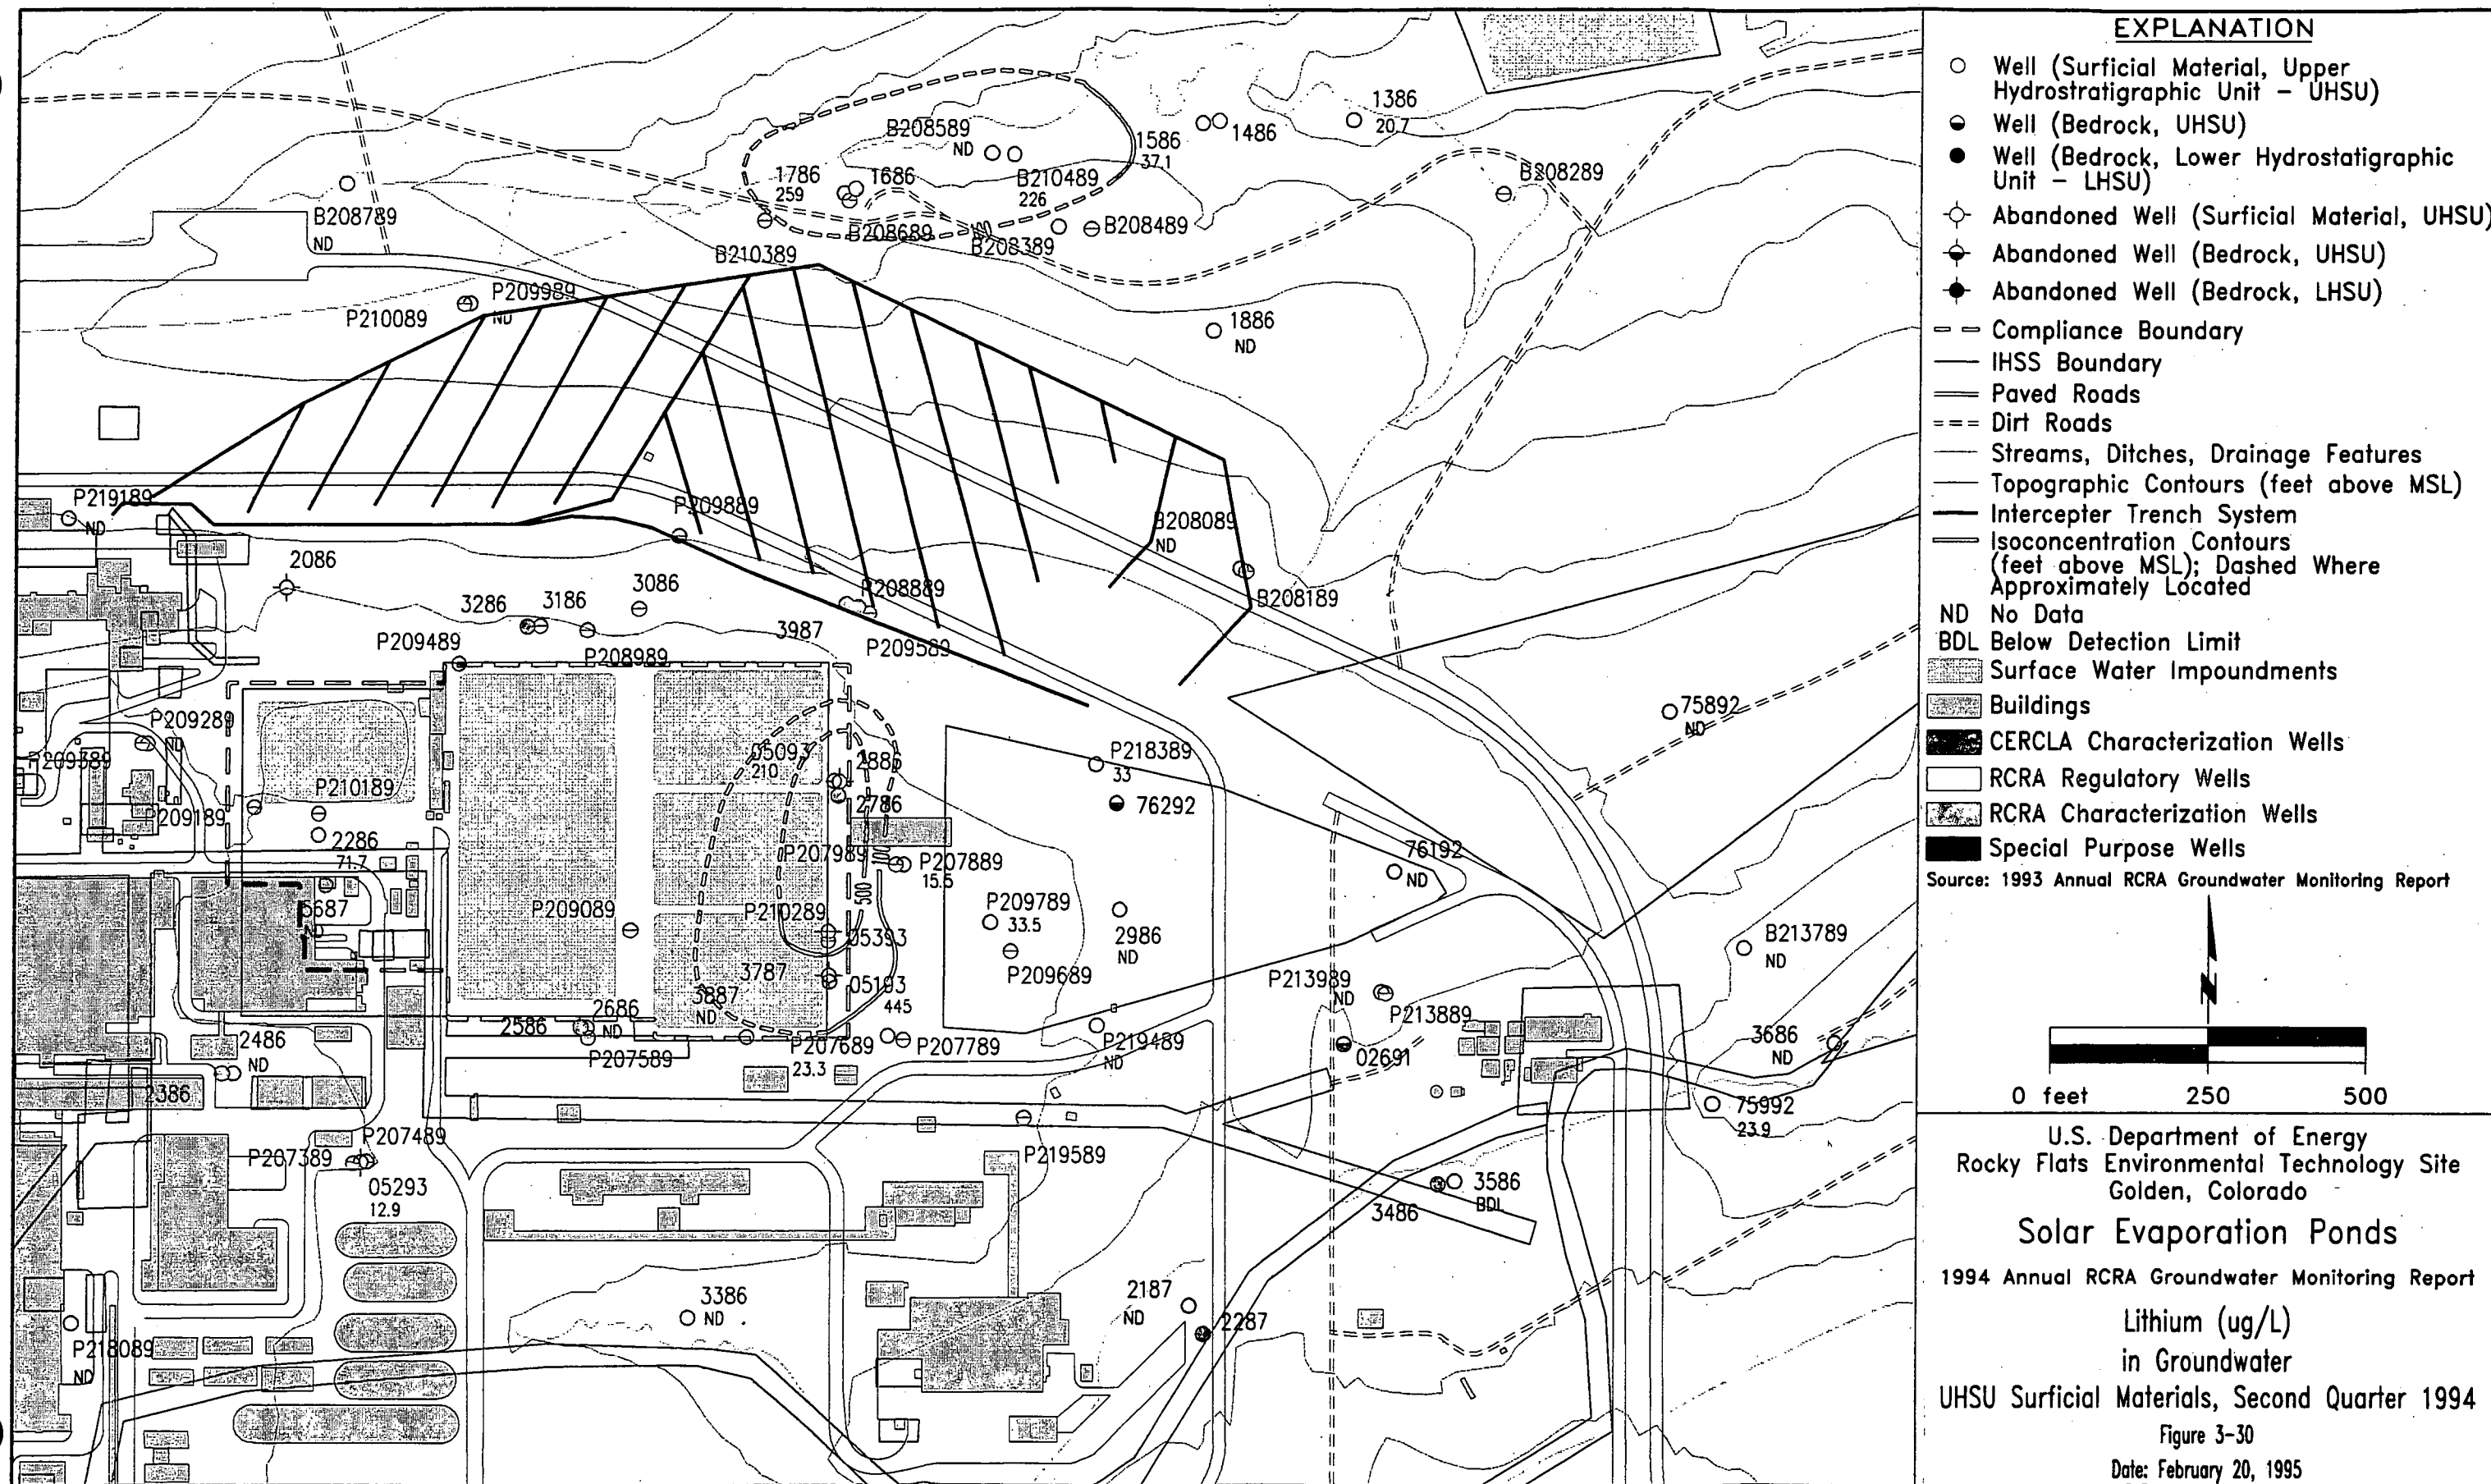 B208589
ND
1586
37.1
1486
1386
20.7
1786
259
1686
B210489
226
B208289
B208789
ND
B208689
B208389
B208489
B210389
P209989
ND
P210089
1886
ND
P219189
ND
P209889
B208089
ND
2086
3286
3186
3086
P208889
B208189
P209489
P208989
3987
P209589
75892
ND
P209289
ND
05093
210
P218389
33
2786
76292
P210189
2286
71.7
P207989
P207889
15.5
76192
ND
5687
ND
P209089
P210289
05393
P209789
33.5
2986
ND
P209689
B213789
ND
3787
05193
445
3887
ND
P213989
ND
P213889
2586
2686
ND
P207589
P207689
23.3
P207789
P219489
ND
02691
3686
ND
2486
ND
2386
75992
23.9
P207489
P207389
05293
12.9
P219589
3586
BDL
3486
3386
ND
2187
ND
2287
P218089
ND
EXPLANATION
Well (Surficial Material, Upper
Hydrostratigraphic Unit - UHSU)
Well (Bedrock, UHSU)
Well (Bedrock, Lower Hydrostatigraphic
Unit - LHSU)
Abandoned Well (Surficial Material, UHSU)
Abandoned Well (Bedrock, UHSU)
Abandoned Well (Bedrock, LHSU)
Compliance Boundary
IHSS Boundary
Paved Roads
Dirt Roads
Streams, Ditches, Drainage Features
Topographic Contours (feet above MSL)
Intercepter Trench System
Isoconcentration Contours
(feet above MSL); Dashed Where
Approximately Located
ND No Data
BDL Below Detection Limit
Surface Water Impoundments
Buildings
CERCLA Characterization Wells
RCRA Regulatory Wells
RCRA Characterization Wells
Special Purpose Wells
Source: 1993 Annual RCRA Groundwater Monitoring Report
N
0 feet 250 500
U.S. Department of Energy
Rocky Flats Environmental Technology Site
Golden, Colorado
Solar Evaporation Ponds
1994 Annual RCRA Groundwater Monitoring Report
Lithium (ug/L)
in Groundwater
UHSU Surficial Materials, Second Quarter 1994
Figure 3-30
Date: February 20, 1995